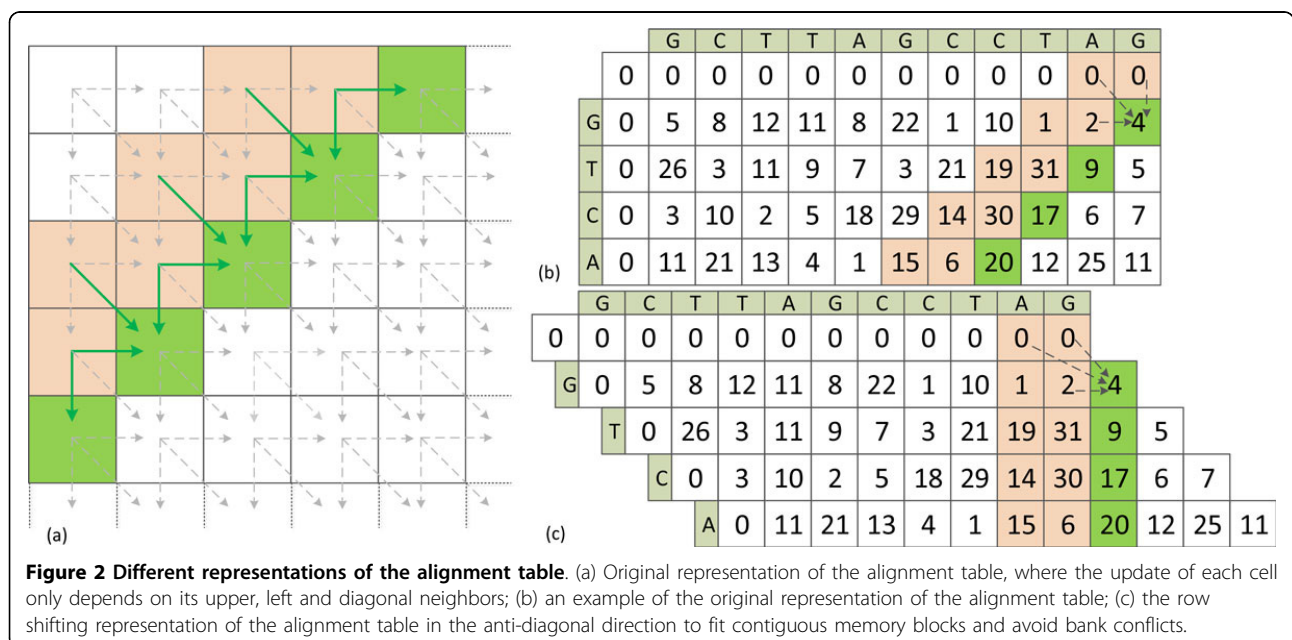 G C T T A G C C T A G
0 0 0 0 0 0 0 0 0 0 0 0
G 0 5 8 12 11 8 22 1 10 1 2 4
T 0 26 3 11 9 7 3 21 19 31 9 5
C 0 3 10 2 5 18 29 14 30 17 6 7
A 0 11 21 13 4 1 15 6 20 12 25 11
(b)
G C T T A G C C T A G
0 0 0 0 0 0 0 0 0 0 0 0
G 0 5 8 12 11 8 22 1 10 1 2 4
T 0 26 3 11 9 7 3 21 19 31 9 5
C 0 3 10 2 5 18 29 14 30 17 6 7
A 0 11 21 13 4 1 15 6 20 12 25 11
(a)
(c)
Figure 2 Different representations of the alignment table. (a) Original representation of the alignment table, where the update of each cell
only depends on its upper, left and diagonal neighbors; (b) an example of the original representation of the alignment table; (c) the row
shifting representation of the alignment table in the anti-diagonal direction to fit contiguous memory blocks and avoid bank conflicts.